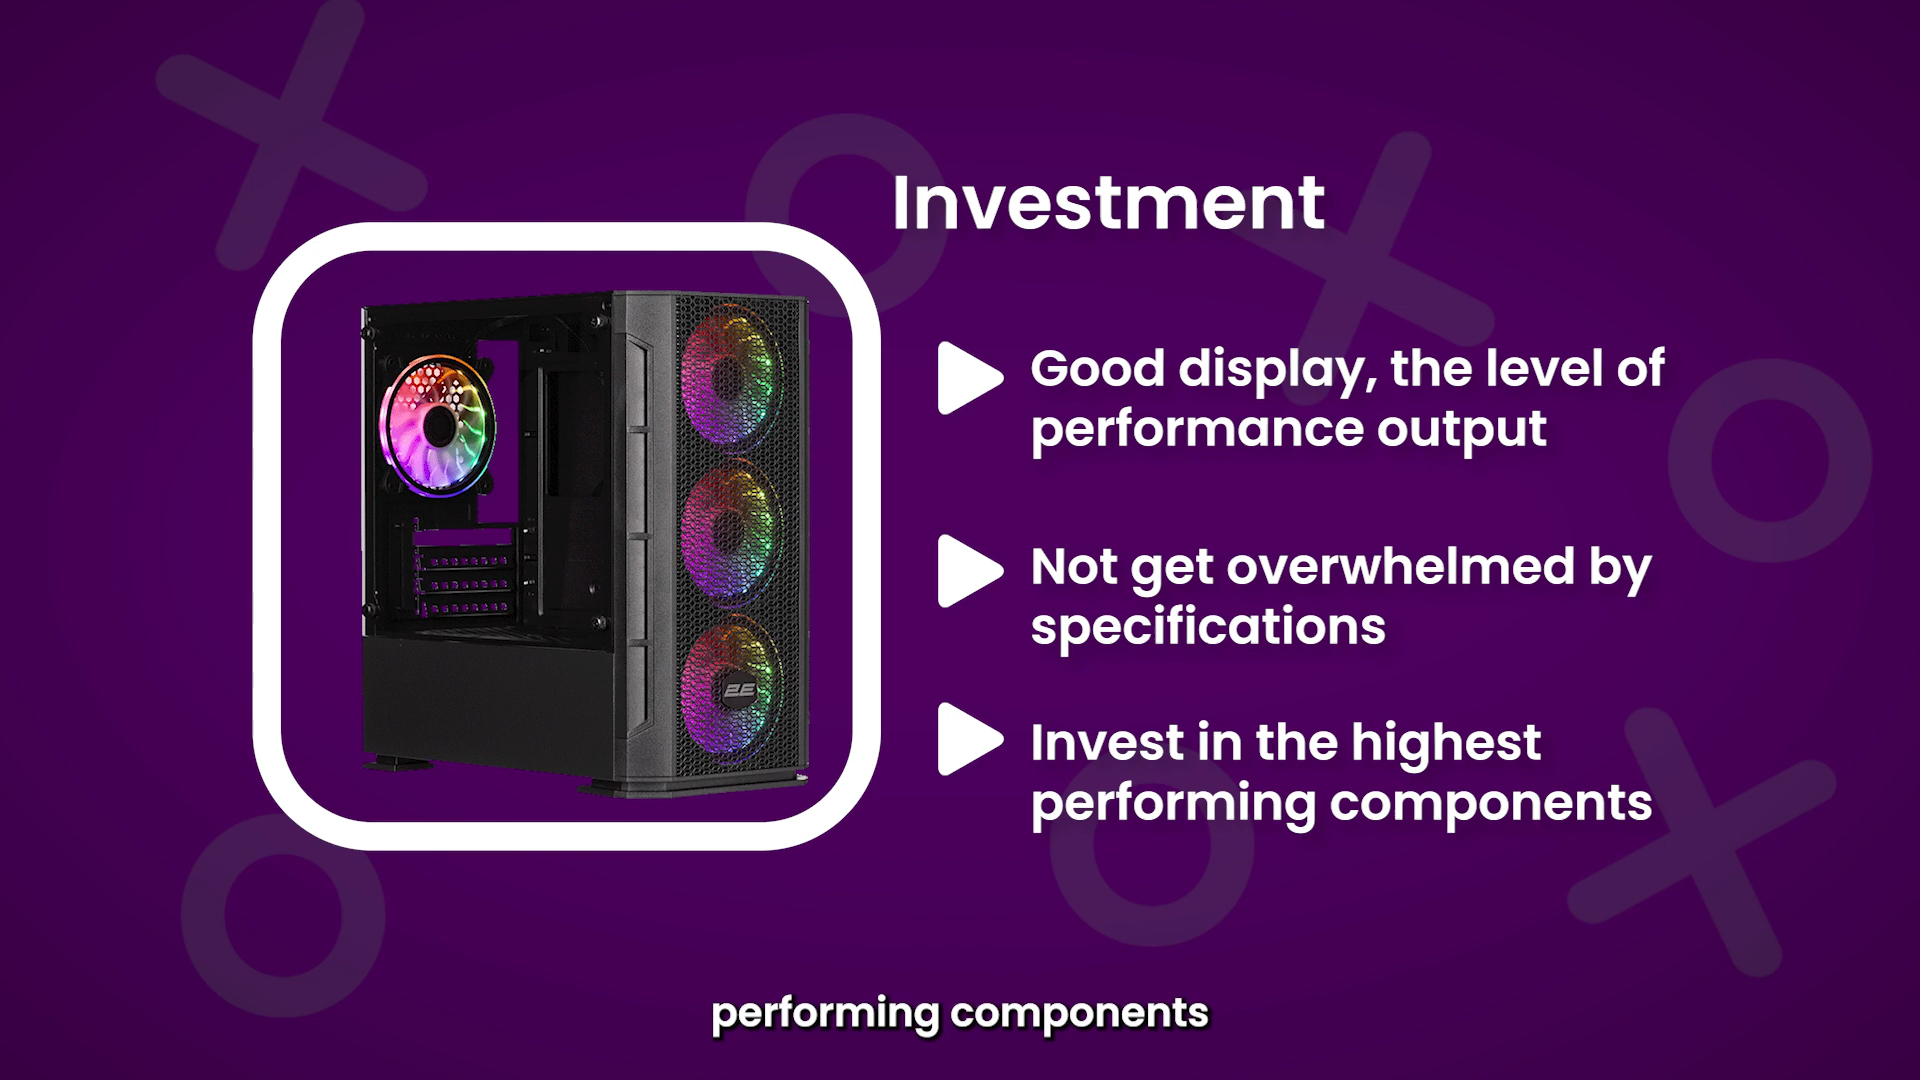 Investment
Good display, the level of
performance output
Not get overwhelmed by
specifications
Invest in the highest
performing components
2E
performing components